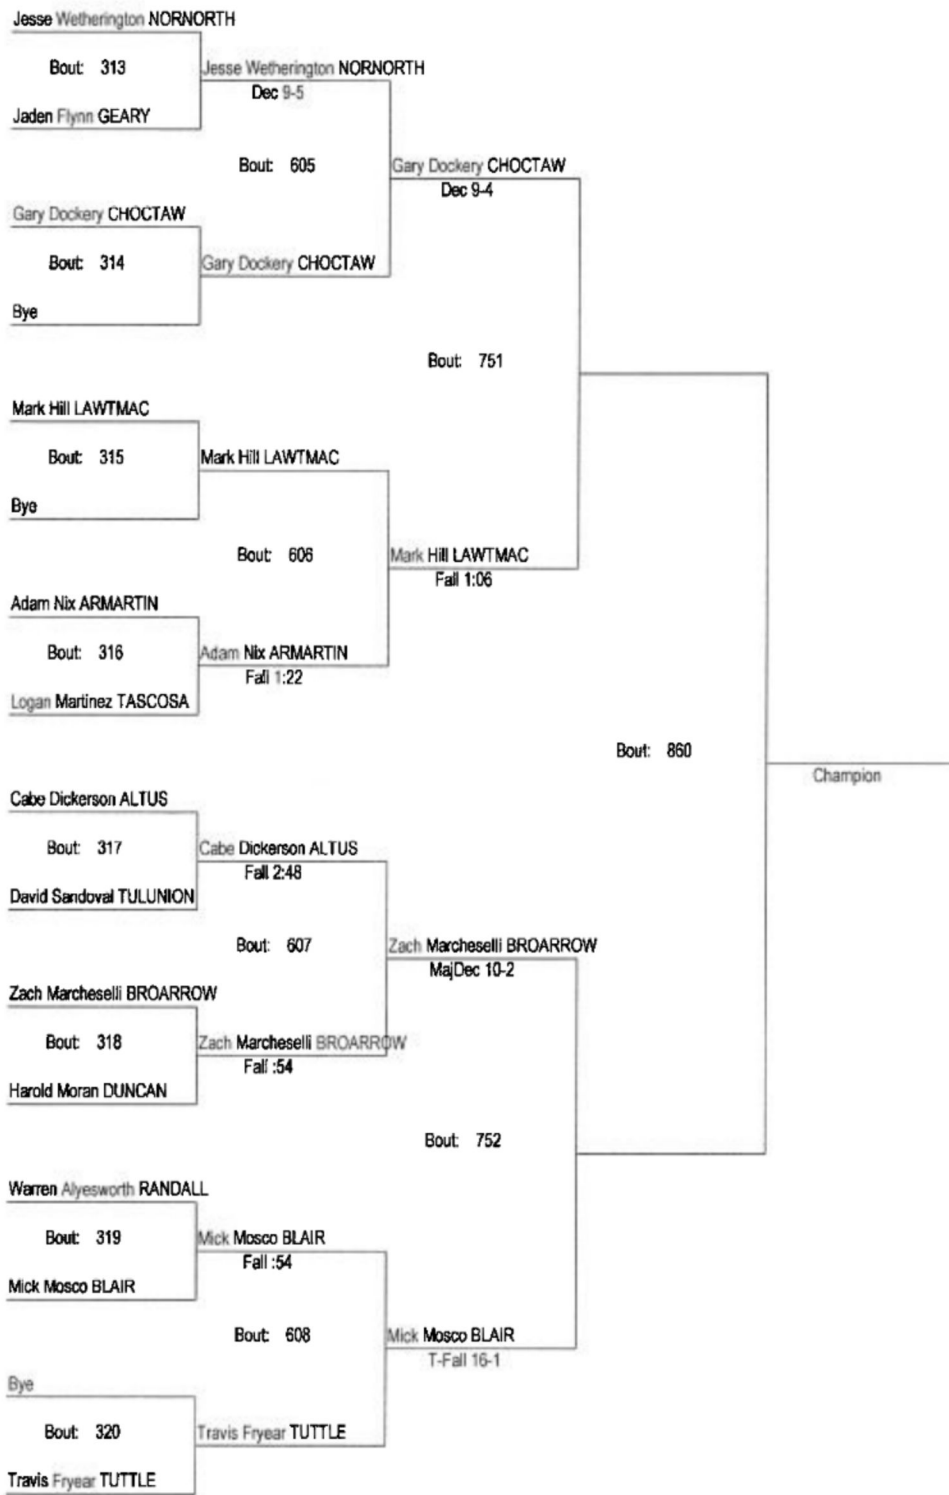 Jesse Wetherington NORNORTH
Bout: 313
Jesse Wetherington NORNORTH
Dec 9-5
Jaden Flynn GEARY
Bout: 605
Gary Dockery CHOCTAW
Dec 9-4
Gary Dockery CHOCTAW
Bout: 314
Gary Dockery CHOCTAW
Bye
Bout: 751
Mark Hill LAWTMAC
Bout: 315
Mark Hill LAWTMAC
Bye
Bout: 606
Mark Hill LAWTMAC
Fall 1:06
Adam Nix ARMARTIN
Bout: 316
Adam Nix ARMARTIN
Fall 1:22
Logan Martinez TASCOSA
Bout: 860
Champion
Cabe Dickerson ALTUS
Bout: 317
Cabe Dickerson ALTUS
Fall 2:48
David Sandoval TULUNION
Bout: 607
Zach Marcheselli BROARROW
MajDec 10-2
Zach Marcheselli BROARROW
Bout: 318
Zach Marcheselli BROARROW
Fall :54
Harold Moran DUNCAN
Bout: 752
Warren Alyesworth RANDALL
Bout: 319
Mick Mosco BLAIR
Fall :54
Mick Mosco BLAIR
Bout: 608
Mick Mosco BLAIR
T-Fall 16-1
Bye
Bout: 320
Travis Fryear TUTTLE
Travis Fryear TUTTLE